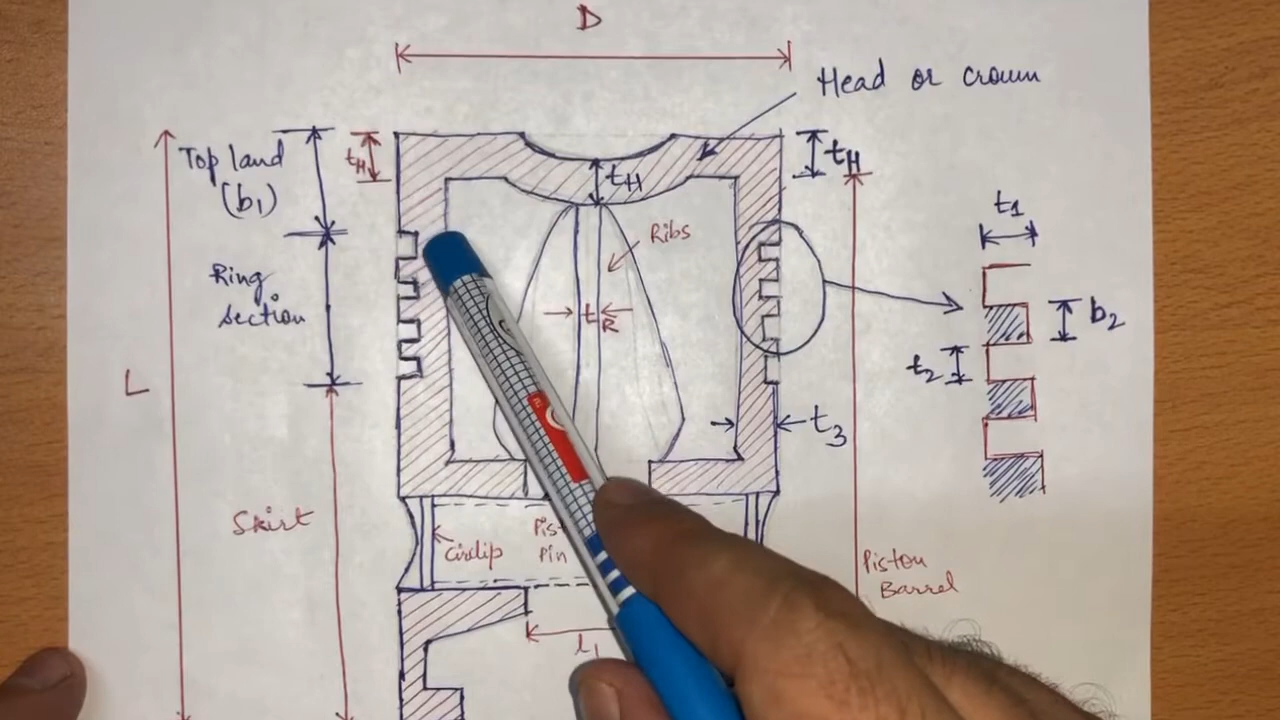 D
Head or crown
Top land
(b1)
tH
tH
tH
t1
Ribs
Ring
section
b2
tR
t2
L
t3
Skirt
Circlip
Pin
Piston
Barrel
l1